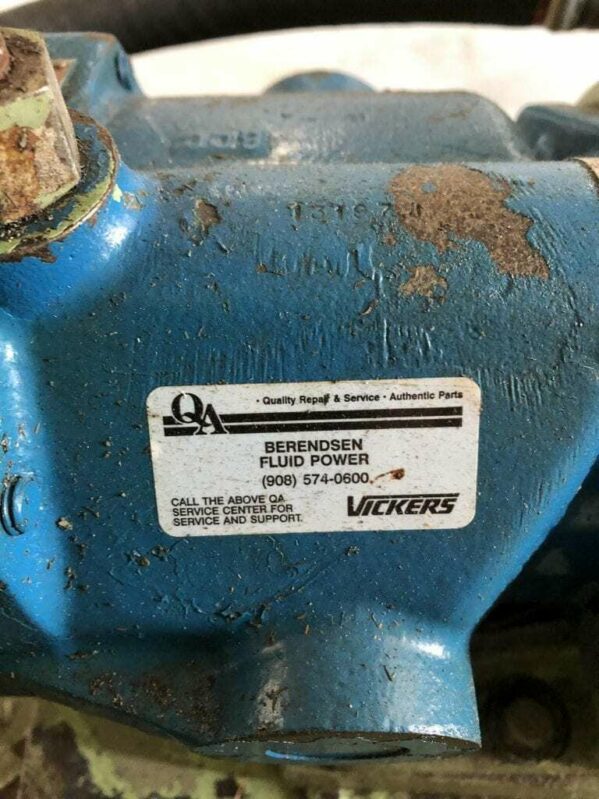 QA
· Quality Repair & Service · Authentic Parts
BERENDSEN
FLUID POWER
(908) 574-0600
CALL THE ABOVE QA
SERVICE CENTER FOR
SERVICE AND SUPPORT.
VICKERS